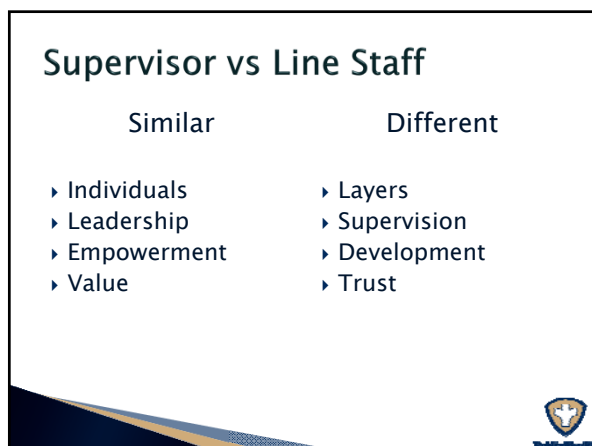 Supervisor vs Line Staff
Similar
Different
Individuals
Leadership
Empowerment
Value
Layers
Supervision
Development
Trust